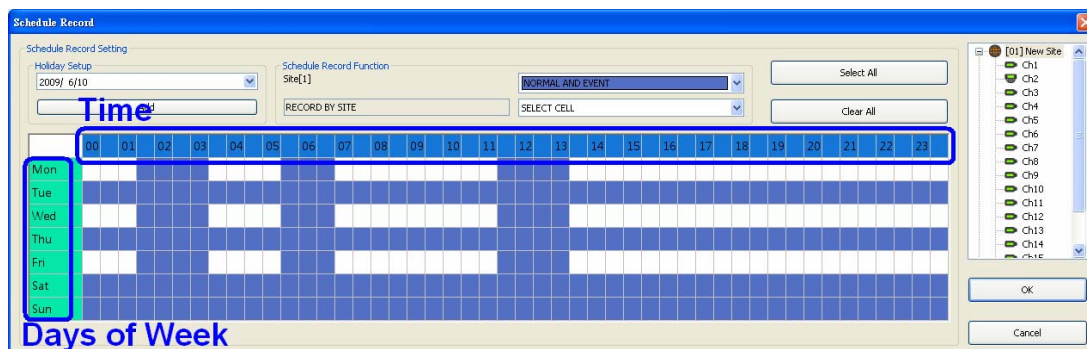 Schedule Record
Schedule Record Setting
Holiday Setup
2009/ 6/10
Schedule Record Function
Site[1]
NORMAL AND EVENT
RECORD BY SITE
SELECT CELL
Select All
Clear All
Time
00 01 02 03 04 05 06 07 08 09 10 11 12 13 14 15 16 17 18 19 20 21 22 23
Mon
Tue
Wed
Thu
Fri
Sat
Sun
Days of Week
[01] New Site
Ch1
Ch2
Ch3
Ch4
Ch5
Ch6
Ch7
Ch8
Ch9
Ch10
Ch11
Ch12
Ch13
Ch14
Ch15
OK
Cancel